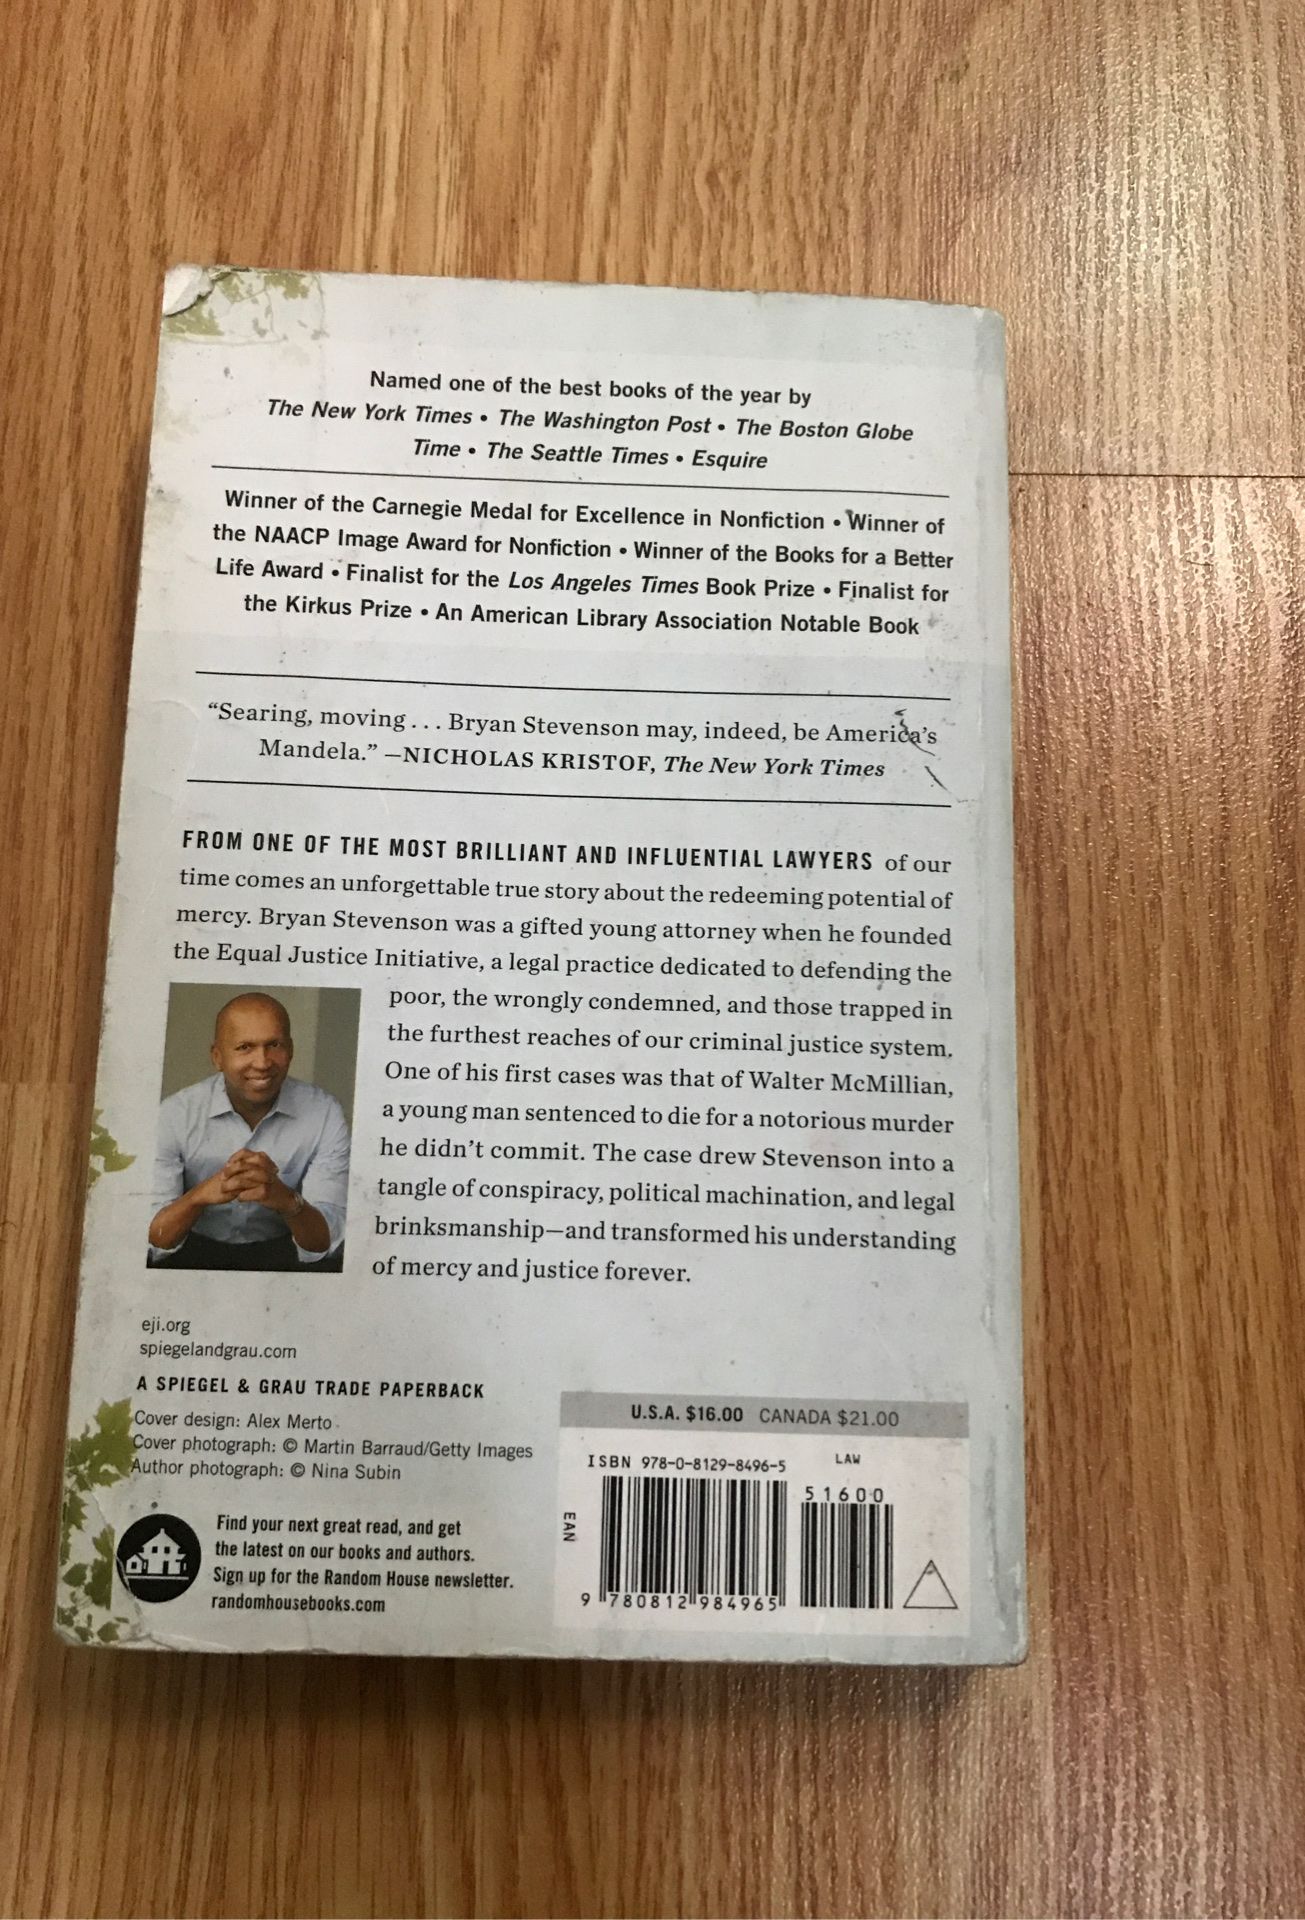 Named one of the best books of the year by
The New York Times • The Washington Post • The Boston Globe
Time • The Seattle Times • Esquire
Winner of the Carnegie Medal for Excellence in Nonfiction • Winner of
the NAACP Image Award for Nonfiction • Winner of the Books for a Better
Life Award • Finalist for the Los Angeles Times Book Prize • Finalist for
the Kirkus Prize • An American Library Association Notable Book
“Searing, moving . . . Bryan Stevenson may, indeed, be America’s
Mandela.” —NICHOLAS KRISTOF, The New York Times
FROM ONE OF THE MOST BRILLIANT AND INFLUENTIAL LAWYERS of our
time comes an unforgettable true story about the redeeming potential of
mercy. Bryan Stevenson was a gifted young attorney when he founded
the Equal Justice Initiative, a legal practice dedicated to defending the
poor, the wrongly condemned, and those trapped in
the furthest reaches of our criminal justice system.
One of his first cases was that of Walter McMillian,
a young man sentenced to die for a notorious murder
he didn’t commit. The case drew Stevenson into a
tangle of conspiracy, political machination, and legal
brinksmanship—and transformed his understanding
of mercy and justice forever.
eji.org
spiegelandgrau.com
A SPIEGEL & GRAU TRADE PAPERBACK
Cover design: Alex Merto
Cover photograph: © Martin Barraud/Getty Images
Author photograph: © Nina Subin
Find your next great read, and get
the latest on our books and authors.
Sign up for the Random House newsletter.
randomhousebooks.com
U.S.A. $16.00 CANADA $21.00
ISBN 978-0-8129-8496-5 LAW
51600
EAN
9 780812 984965